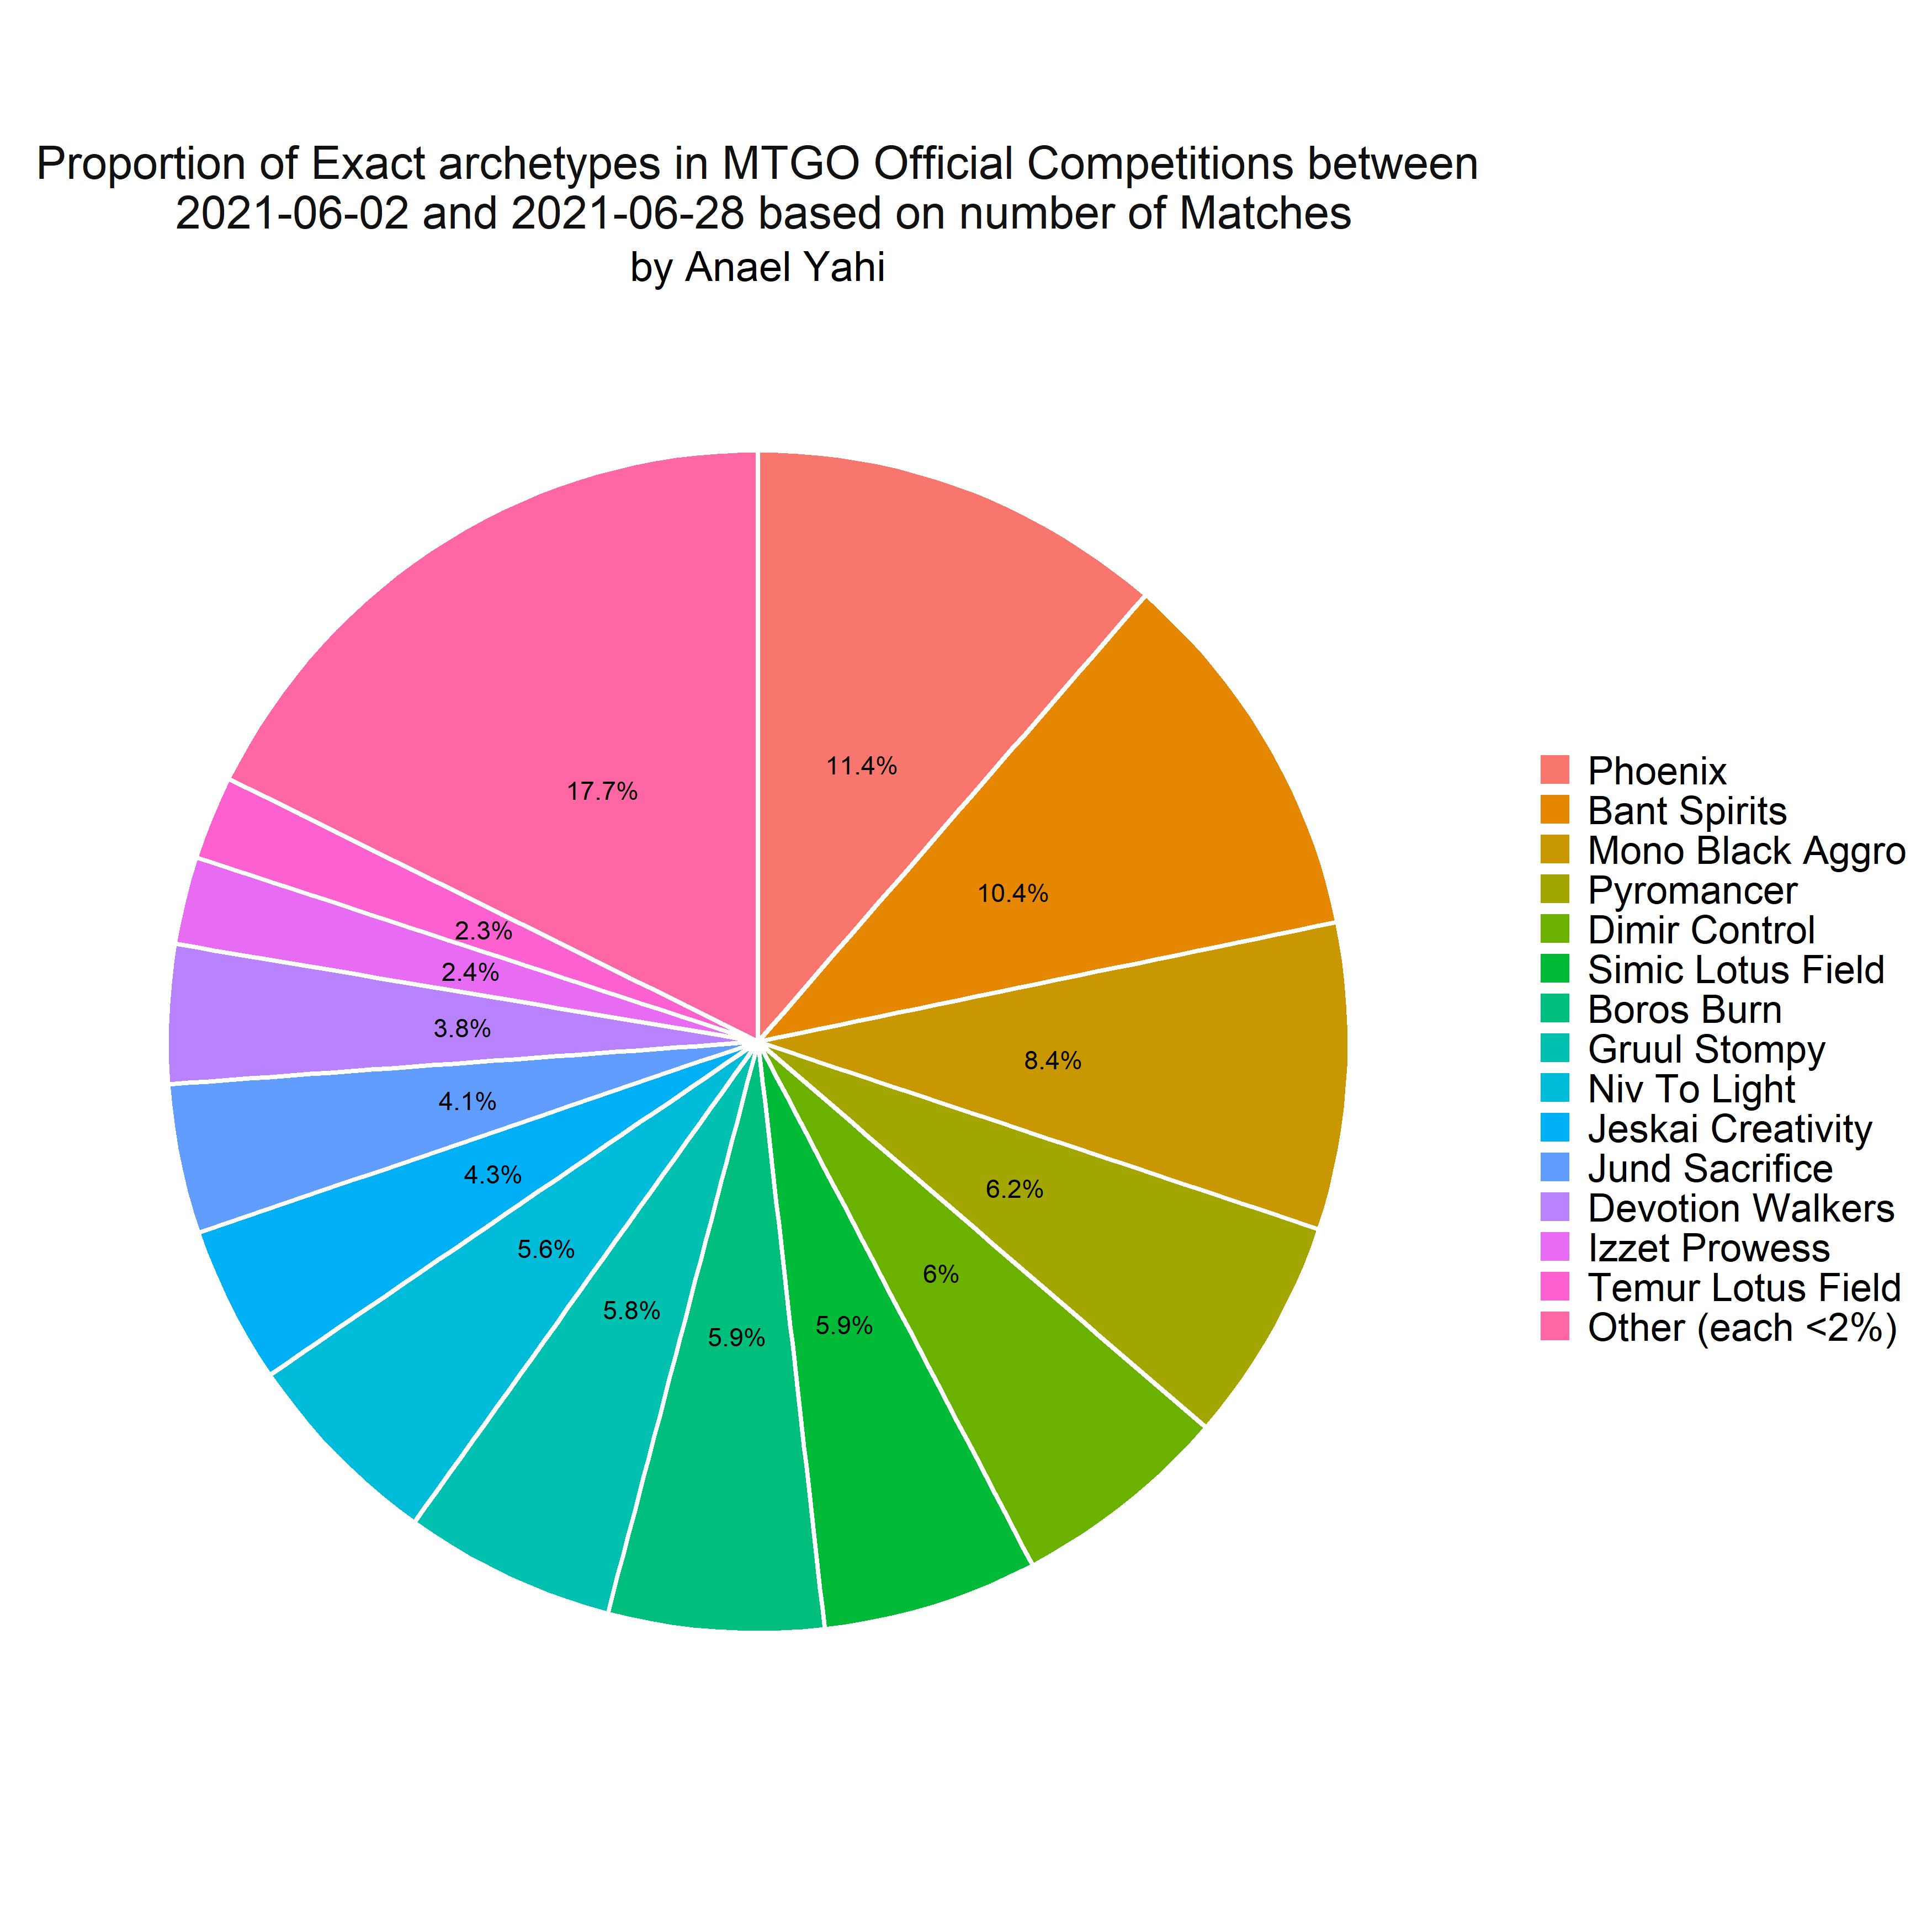 Proportion of Exact archetypes in MTGO Official Competitions between
2021-06-02 and 2021-06-28 based on number of Matches
by Anael Yahi
11.4%
10.4%
8.4%
6.2%
6%
5.9%
5.9%
5.8%
5.6%
4.3%
4.1%
3.8%
2.4%
2.3%
17.7%
Phoenix
Bant Spirits
Mono Black Aggro
Pyromancer
Dimir Control
Simic Lotus Field
Boros Burn
Gruul Stompy
Niv To Light
Jeskai Creativity
Jund Sacrifice
Devotion Walkers
Izzet Prowess
Temur Lotus Field
Other (each <2%)